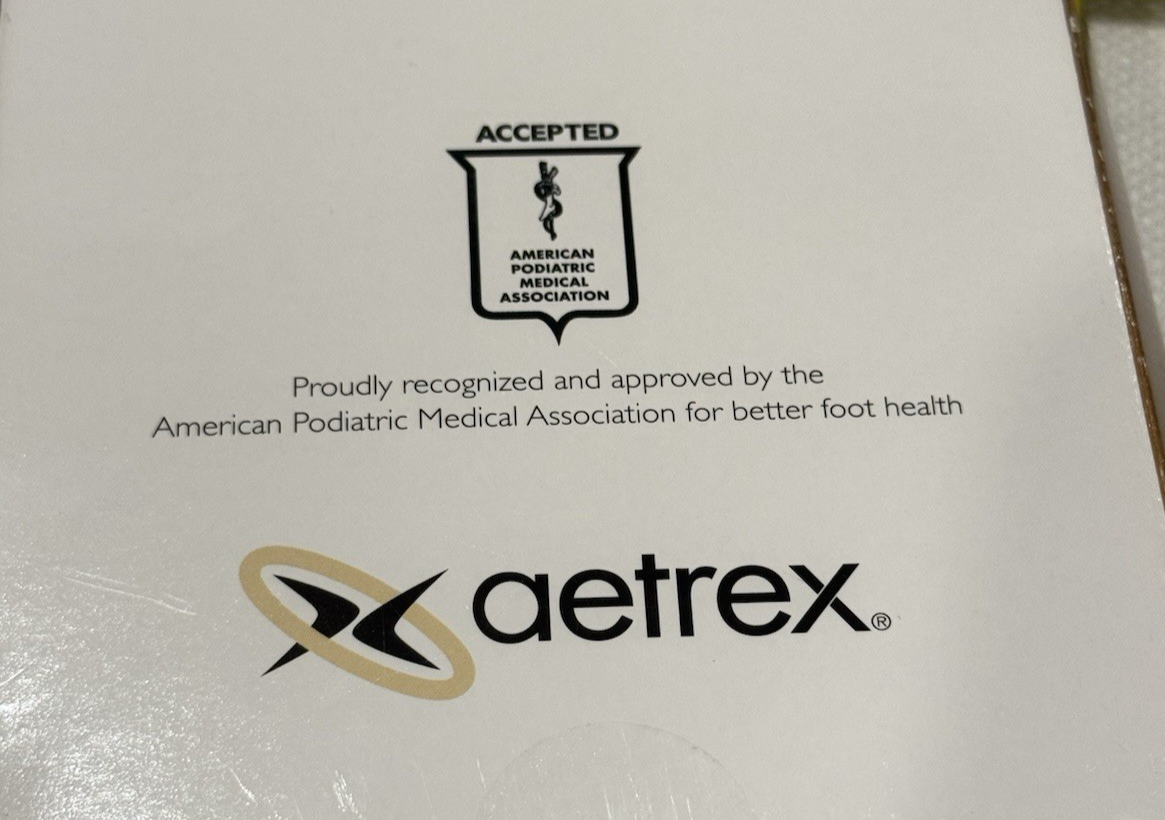 ACCEPTED
AMERICAN
PODIATRIC
MEDICAL
ASSOCIATION
Proudly recognized and approved by the
American Podiatric Medical Association for better foot health
aetrex®